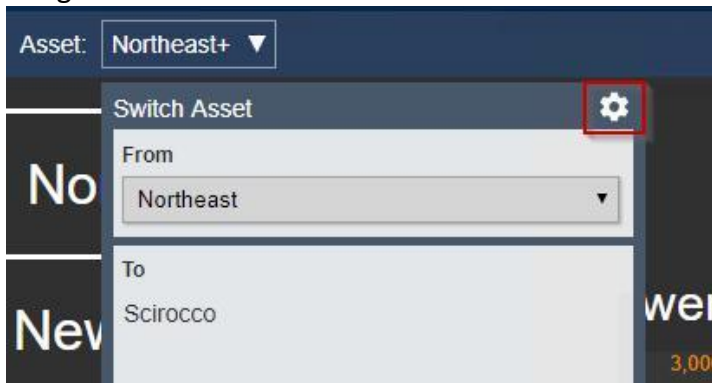 Asset: Northeast+ ▼
Switch Asset
From
Northeast
To
Scirocco
No
New
wer
3,00